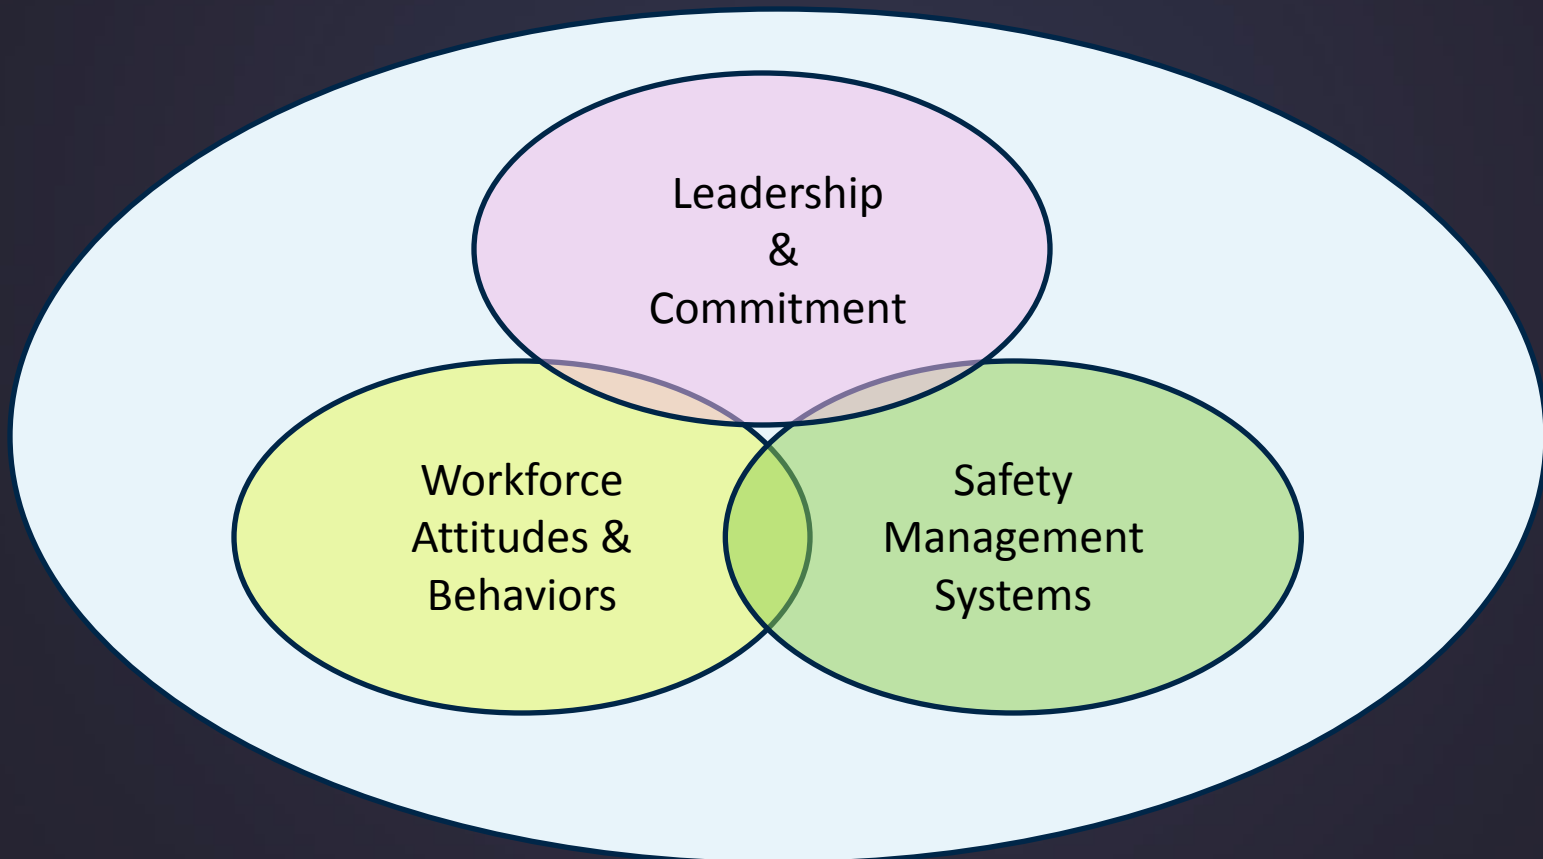 Leadership
&
Commitment
Workforce
Attitudes &
Behaviors
Safety
Management
Systems